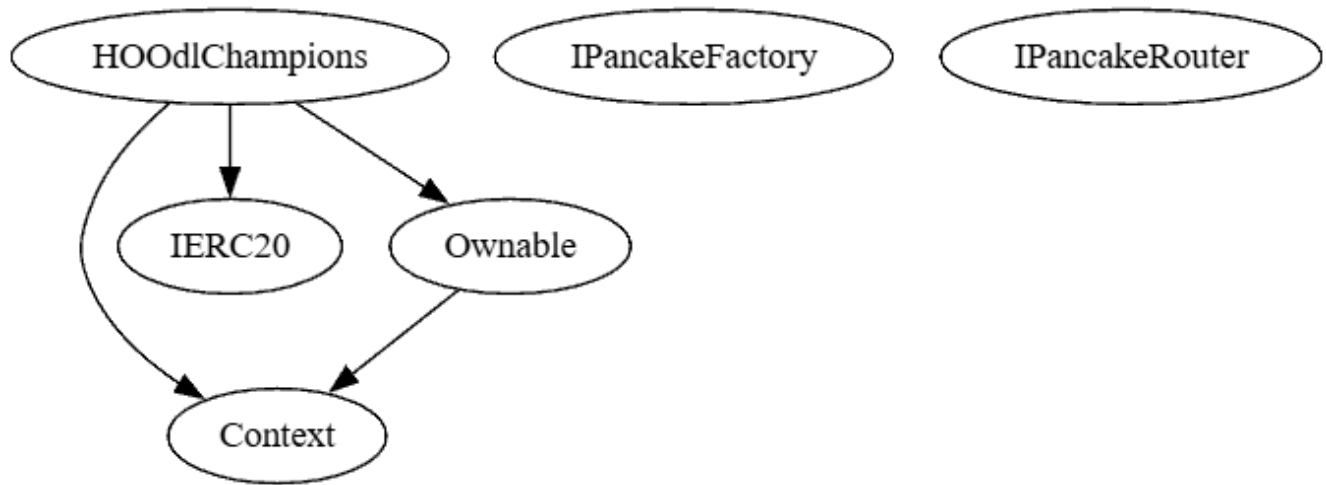 HOOdlChampions
IPancakeFactory
IPancakeRouter
IERC20
Ownable
Context